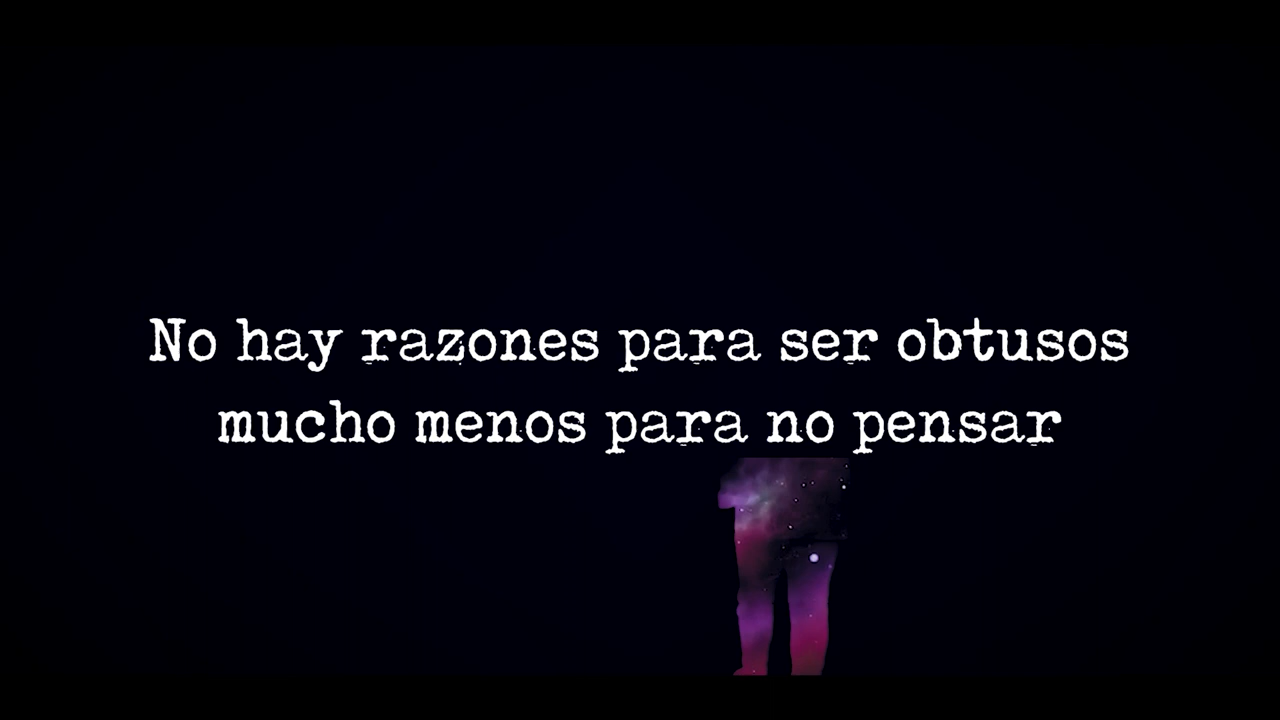 No hay razones para ser obtusos
mucho menos para no pensar